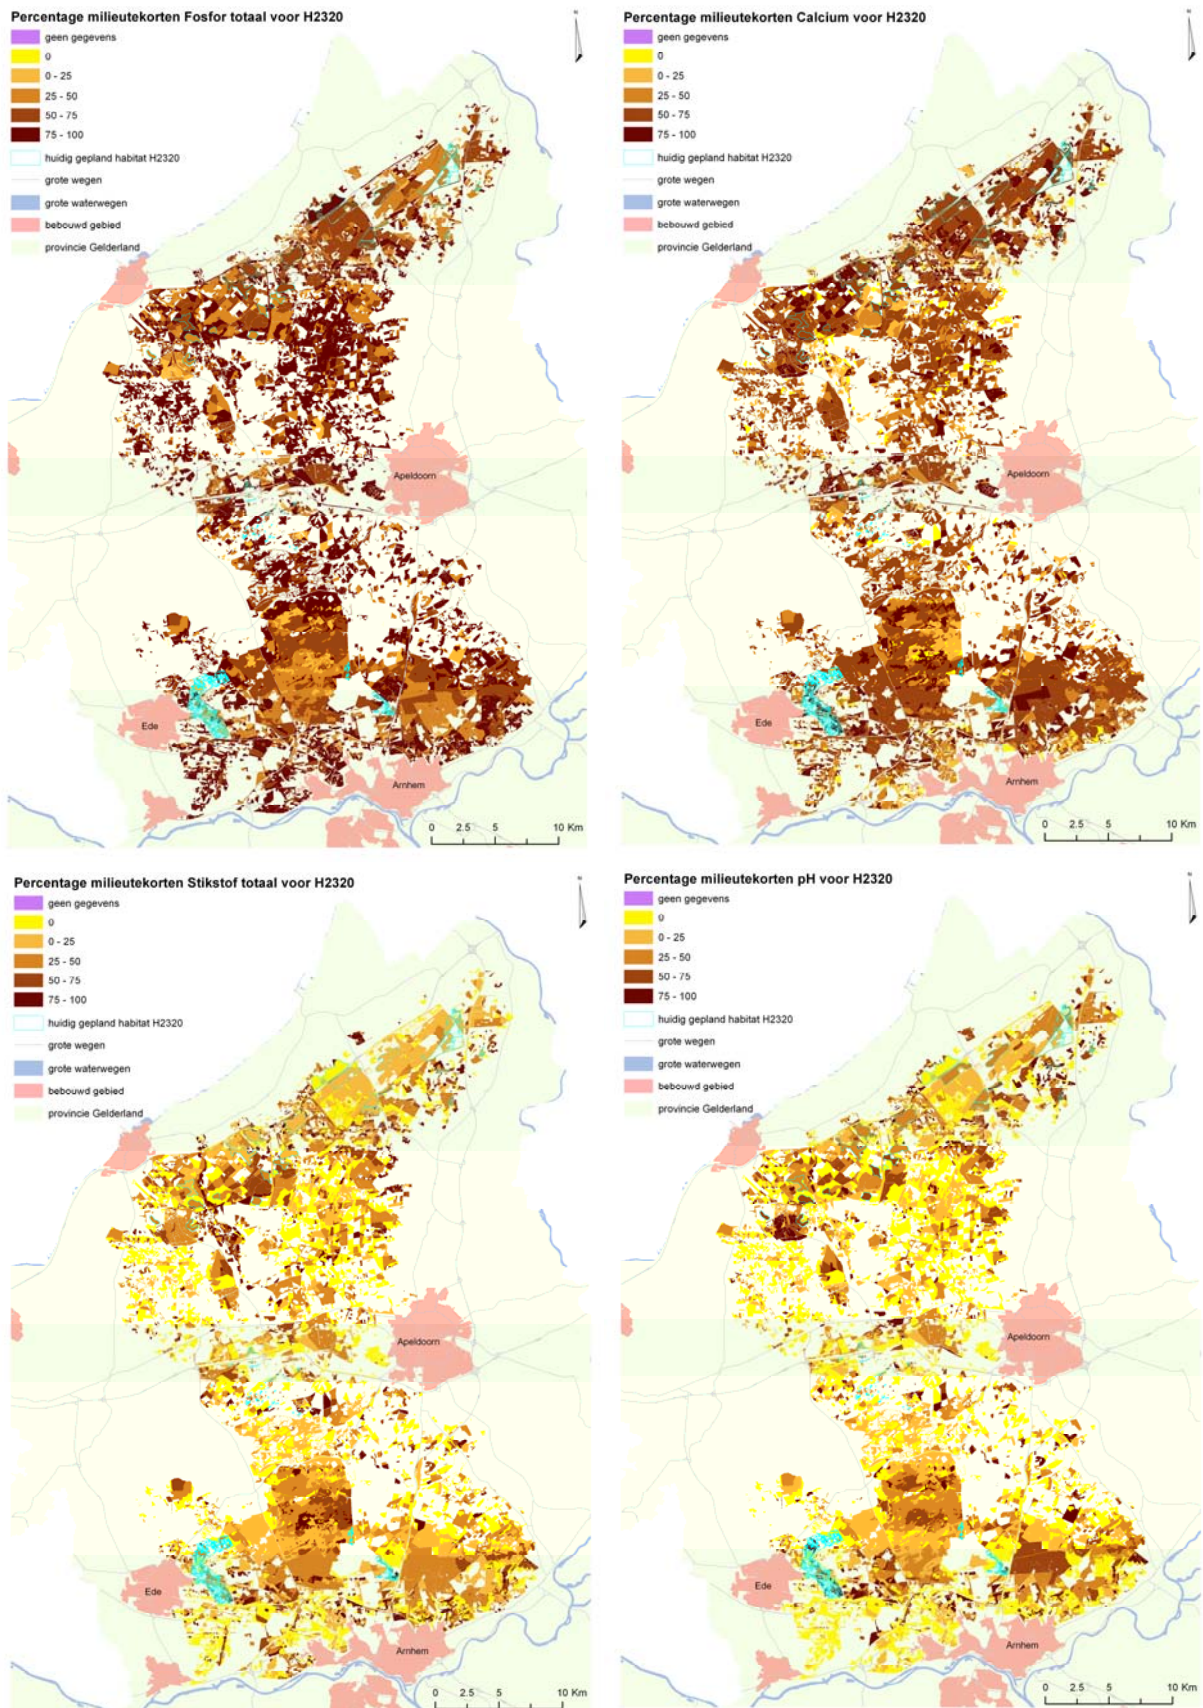 Percentage milieutekorten Fosfor totaal voor H2320
geen gegevens
0
0 - 25
25 - 50
50 - 75
75 - 100
huidig gepland habitat H2320
grote wegen
grote waterwegen
bebouwd gebied
provincie Gelderland
N
Apeldoorn
Ede
Arnhem
0 2.5 5 10 Km
Percentage milieutekorten Calcium voor H2320
geen gegevens
0
0 - 25
25 - 50
50 - 75
75 - 100
huidig gepland habitat H2320
grote wegen
grote waterwegen
bebouwd gebied
provincie Gelderland
N
Apeldoorn
Ede
Arnhem
0 2.5 5 10 Km
Percentage milieutekorten Stikstof totaal voor H2320
geen gegevens
0
0 - 25
25 - 50
50 - 75
75 - 100
huidig gepland habitat H2320
grote wegen
grote waterwegen
bebouwd gebied
provincie Gelderland
N
Apeldoorn
Ede
Arnhem
0 2.5 5 10 Km
Percentage milieutekorten pH voor H2320
geen gegevens
0
0 - 25
25 - 50
50 - 75
75 - 100
huidig gepland habitat H2320
grote wegen
grote waterwegen
bebouwd gebied
provincie Gelderland
N
Apeldoorn
Ede
Arnhem
0 2.5 5 10 Km